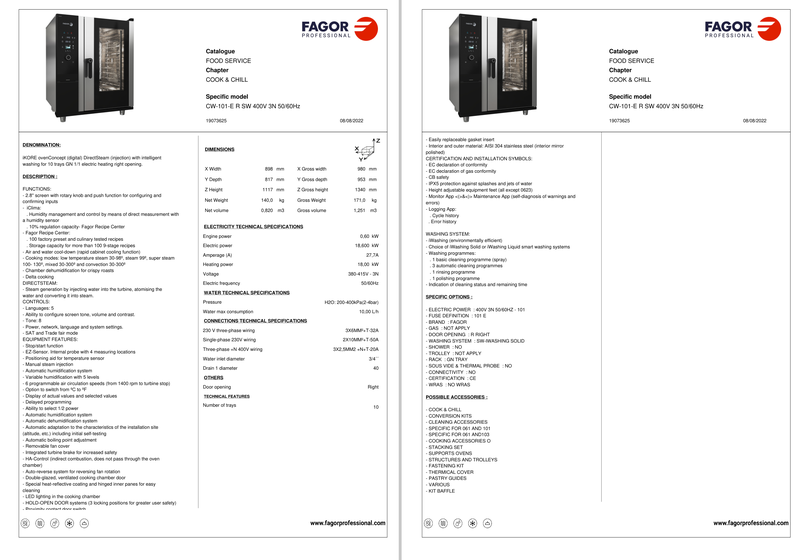 FAGOR
PROFESSIONAL
Catalogue
FOOD SERVICE
Chapter
COOK & CHILL
Specific model
CW-101-E R SW 400V 3N 50/60Hz
19073625 08/08/2022
DENOMINATION:
iKORE ovenConcept (digital) DirectSteam (injection) with intelligent
washing for 10 trays GN 1/1 electric heating right opening.
DESCRIPTION :
FUNCTIONS:
- 2.8" screen with rotary knob and push function for configuring and
confirming inputs
- iClima:
. Humidity management and control by means of direct measurement with
a humidity sensor
. 10% regulation capacity- Fagor Recipe Center
- Fagor Recipe Center:
. 100 factory preset and culinary tested recipes
. Storage capacity for more than 100 9-stage recipes
- Air and water cool-down (rapid cabinet cooling function)
- Cooking modes: low temperature steam 30-98º, steam 99º, super steam
100- 130º, mixed 30-300º and convection 30-300º
- Chamber dehumidification for crispy roasts
- Delta cooking
DIRECTSTEAM:
- Steam generation by injecting water into the turbine, atomising the
water and converting it into steam.
CONTROLS:
- Languages: 5
- Ability to configure screen tone, volume and contrast.
- Tone: 8
- Power, network, language and system settings.
- SAT and Trade fair mode
EQUIPMENT FEATURES:
- Stop/start function
- EZ-Sensor, Internal probe with 4 measuring locations
- Positioning aid for temperature sensor
- Manual steam injection
- Automatic humidification system
- Variable humidification with 5 levels
- 6 programmable air circulation speeds (from 1400 rpm to turbine stop)
- Option to switch from ºC to ºF
- Display of actual values and selected values
- Delayed programming
- Ability to select 1/2 power
- Automatic humidification system
- Automatic dehumidification system
- Automatic adaptation to the characteristics of the installation site
(altitude, etc.) including initial self-testing
- Automatic boiling point adjustment
- Removable fan cover
- Integrated turbine brake for increased safety
- HA-Control (indirect combustion, does not pass through the oven
chamber)
- Auto-reverse system for reversing fan rotation
- Double-glazed, ventilated cooking chamber door
- Special heat-reflective coating and hinged inner panes for easy
cleaning
- LED lighting in the cooking chamber
- HOLD-OPEN DOOR systems (3 locking positions for greater user safety)
- Proximity contact door switch
DIMENSIONS
Z
X
Y
X Width 898 mm X Gross width 980 mm
Y Depth 817 mm Y Gross depth 953 mm
Z Height 1117 mm Z Gross height 1340 mm
Net Weight 140,0 kg Gross Weight 171,0 kg
Net volume 0,820 m3 Gross volume 1,251 m3
ELECTRICITY TECHNICAL SPECIFICATIONS
Engine power 0,60 kW
Electric power 18,600 kW
Amperage (A) 27,7A
Heating power 18,00 kW
Voltage 380-415V - 3N
Electric frequency 50/60Hz
WATER TECHNICAL SPECIFICATIONS
Pressure H2O: 200-400kPa(2-4bar)
Water max consumption 10,00 L/h
CONNECTIONS TECHNICAL SPECIFICATIONS
230 V three-phase wiring 3X6MM+T-32A
Single-phase 230V wiring 2X10MM+T-50A
Three-phase +N 400V wiring 3X2,5MM2 +N+T-20A
Water inlet diameter 3/4´´
Drain 1 diameter 40
OTHERS
Door opening Right
TECHNICAL FEATURES
Number of trays 10
www.fagorprofessional.com
FAGOR
PROFESSIONAL
Catalogue
FOOD SERVICE
Chapter
COOK & CHILL
Specific model
CW-101-E R SW 400V 3N 50/60Hz
19073625 08/08/2022
- Easily replaceable gasket insert
- Interior and outer material: AISI 304 stainless steel (interior mirror
polished)
CERTIFICATION AND INSTALLATION SYMBOLS:
- EC declaration of conformity
- EC declaration of gas conformity
- CB safety
- IPX5 protection against splashes and jets of water
- Height adjustable equipment feet (all except 0623)
- Monitor App «(»«)» Maintenance App (self-diagnosis of warnings and
errors)
- Logging App:
. Cycle history
. Error history
WASHING SYSTEM:
- iWashing (environmentally efficient)
- Choice of Washing Solid or Washing Liquid smart washing systems
- Washing programmes:
. 1 basic cleaning programme (spray)
. 3 automatic cleaning programmes
. 1 rinsing programme
. 1 polishing programme
- Indication of cleaning status and remaining time
SPECIFIC OPTIONS :
- ELECTRIC POWER : 400V 3N 50/60HZ - 101
- FUSE DEFINITION : 101 E
- BRAND : FAGOR
- GAS : NOT APPLY
- DOOR OPENING : R RIGHT
- WASHING SYSTEM : SW-WASHING SOLID
- SHOWER : NO
- TROLLEY : NOT APPLY
- RACK : GN TRAY
- SOUS VIDE & THERMAL PROBE : NO
- CONNECTIVITY : NO
- CERTIFICATION : CE
- WRAS : NO WRAS
POSSIBLE ACCESSORIES :
- COOK & CHILL
- CONVERSION KITS
- CLEANING ACCESSORIES
- SPECIFIC FOR 061 AND 101
- SPECIFIC FOR 061 AND103
- COOKING ACCESSORIES O
- STACKING SET
- SUPPORTS OVENS
- STRUCTURES AND TROLLEYS
- FASTENING KIT
- THERMICAL COVER
- PASTRY GUIDES
- VARIOUS
- KIT BAFFLE
www.fagorprofessional.com